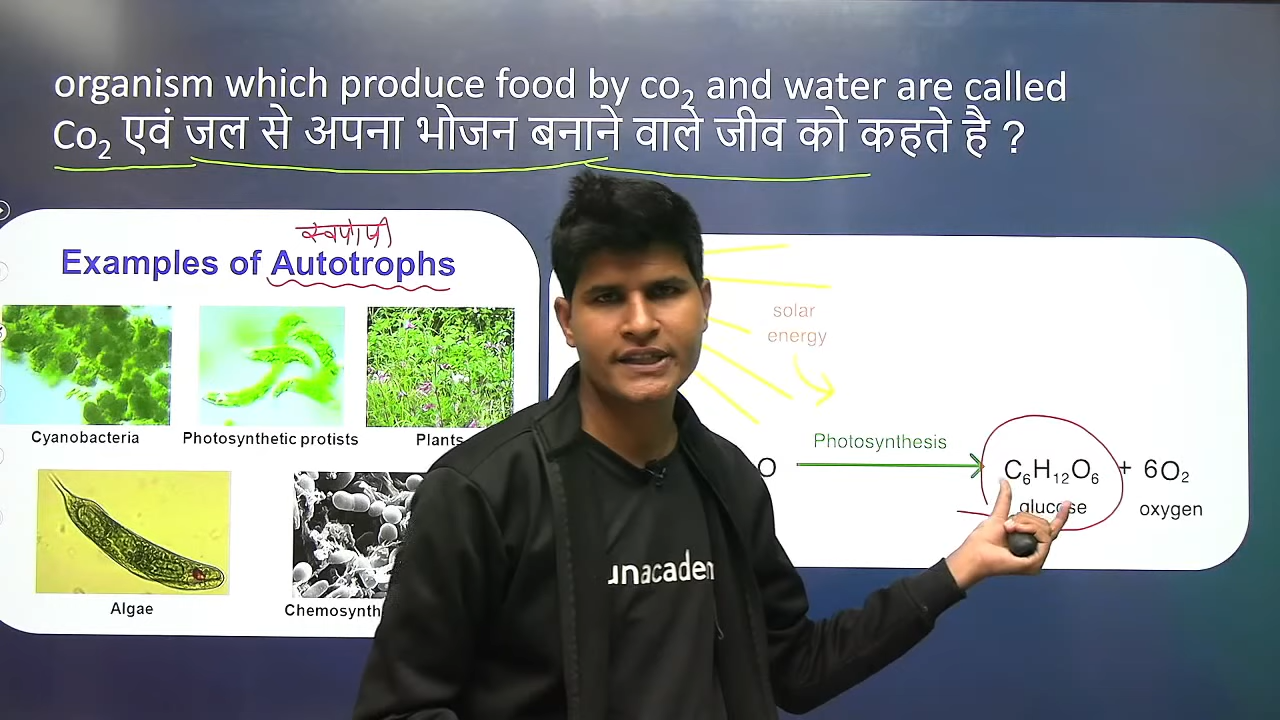 organism which produce food by co₂ and water are called
Co₂ एवं जल से अपना भोजन बनाने वाले जीव को कहते है ?
स्वपोषी
Examples of Autotrophs
Cyanobacteria
Photosynthetic protists
Plants
Algae
solar
energy
O
Photosynthesis
C₆H₁₂O₆ + 6O₂
glucose
oxygen